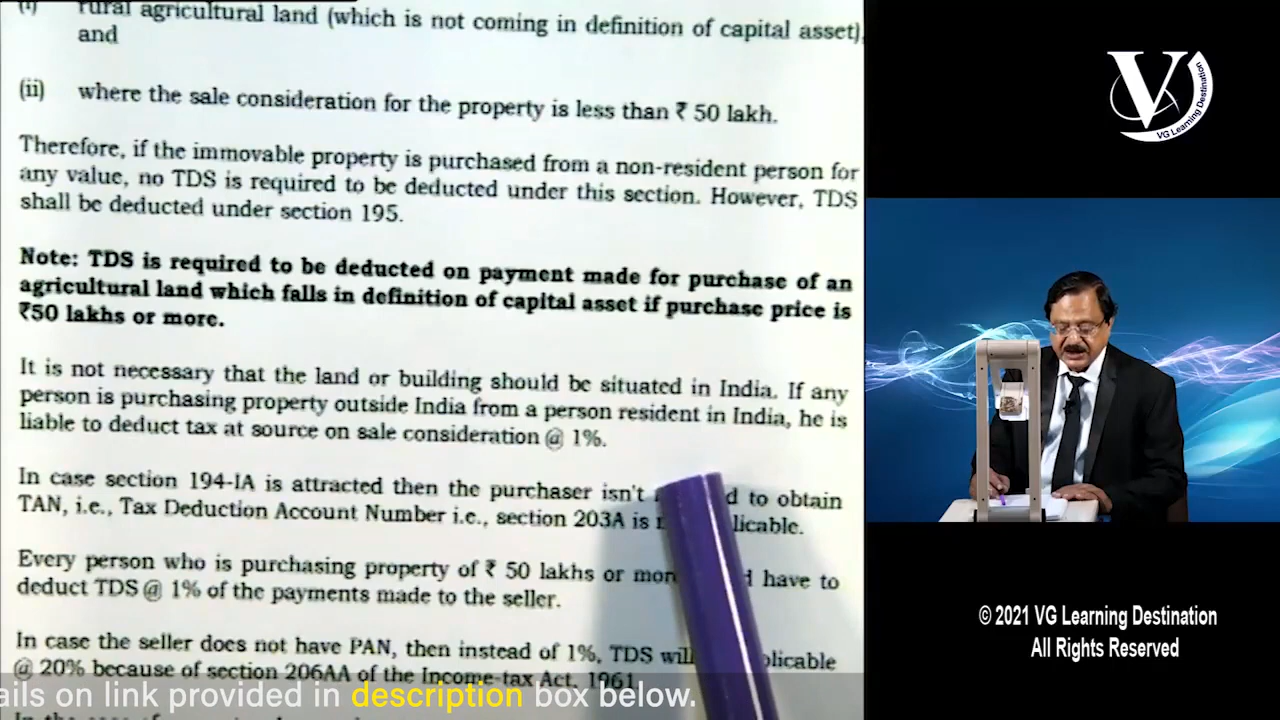 rural agricultural land (which is not coming in definition of capital asset),
and
(ii) where the sale consideration for the property is less than ₹ 50 lakh.
Therefore, if the immovable property is purchased from a non-resident person for
any value, no TDS is required to be deducted under this section. However, TDS
shall be deducted under section 195.
Note: TDS is required to be deducted on payment made for purchase of an
agricultural land which falls in definition of capital asset if purchase price is
₹50 lakhs or more.
It is not necessary that the land or building should be situated in India. If any
person is purchasing property outside India from a person resident in India, he is
liable to deduct tax at source on sale consideration @ 1%.
In case section 194-IA is attracted then the purchaser isn't to obtain
TAN, i.e., Tax Deduction Account Number i.e., section 203A is
Every person who is purchasing property of ₹ 50 lakhs or have to
deduct TDS @ 1% of the payments made to the seller.
In case the seller does not have PAN, then instead of 1%, TDS
@ 20% because of section 206AA of the Income-tax Act, 1961
ails on link provided in description box below.
V
VG Learning Destination
© 2021 VG Learning Destination
All Rights Reserved